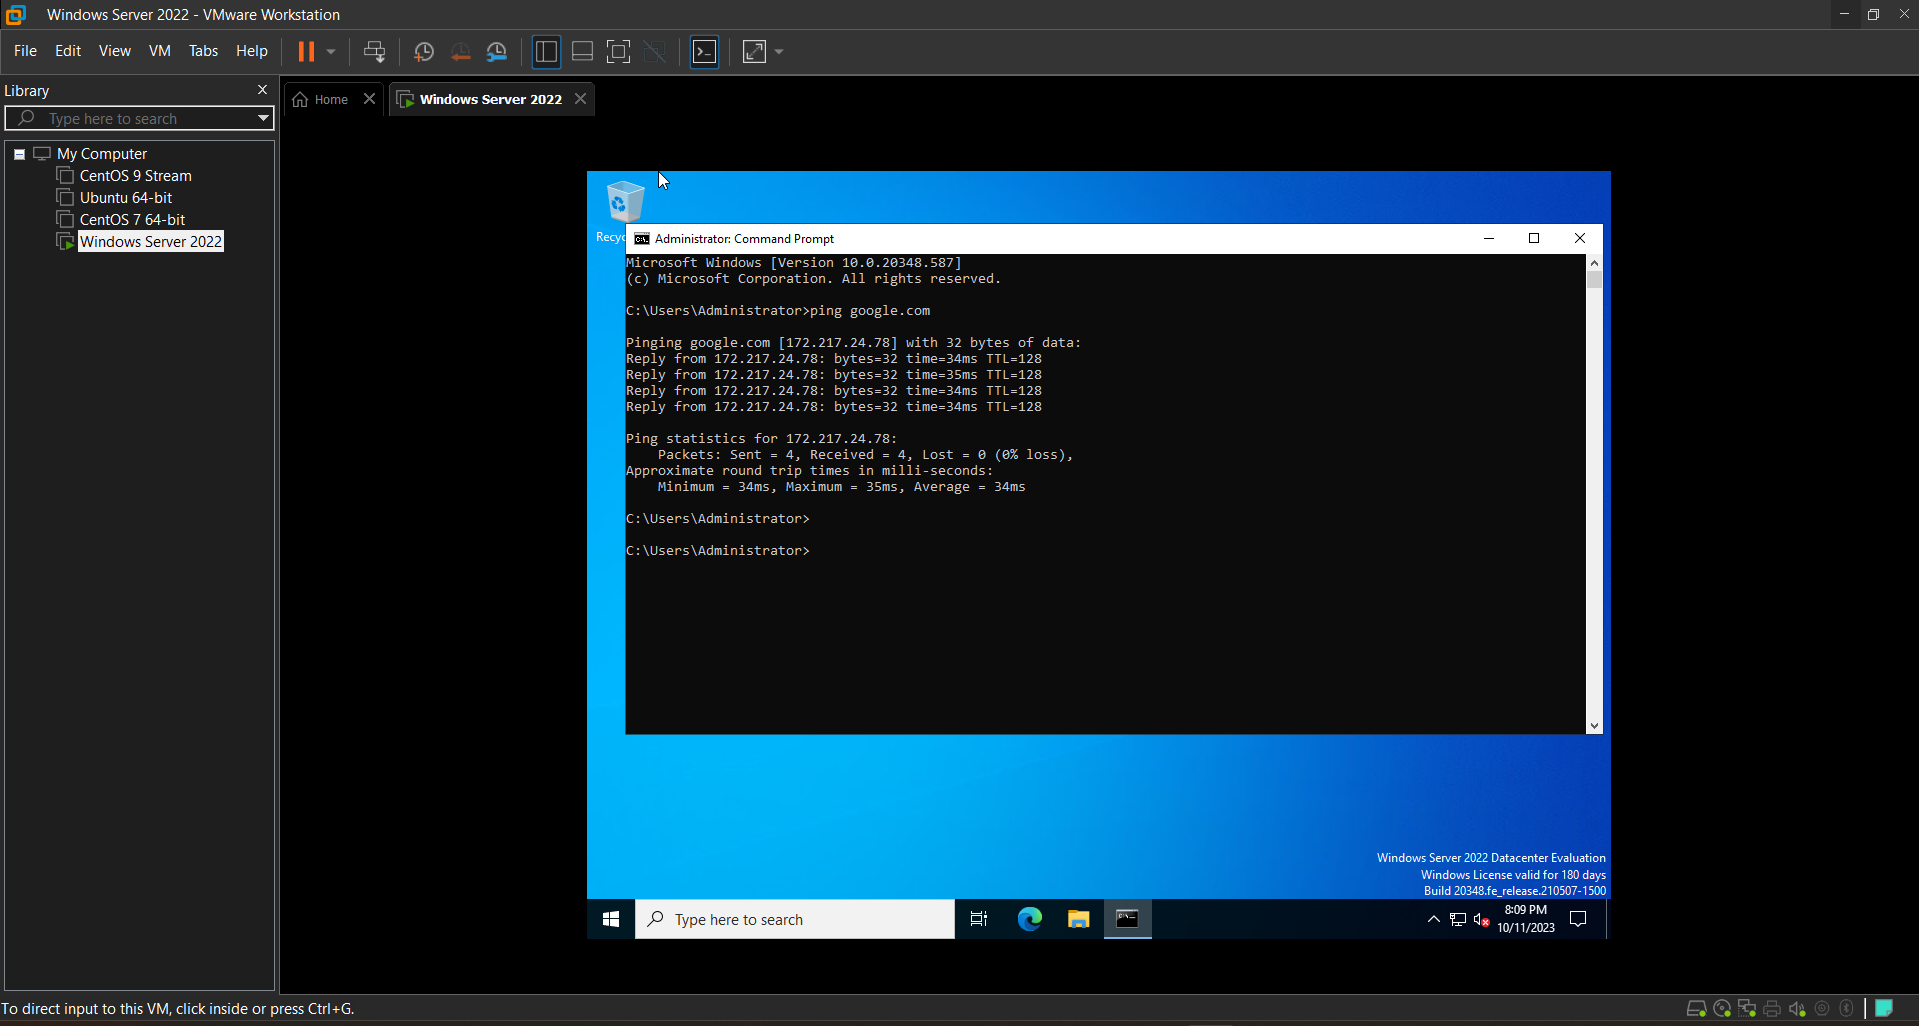 Windows Server 2022 - VMware Workstation
File Edit View VM Tabs Help
Library
Type here to search
My Computer
CentOS 9 Stream
Ubuntu 64-bit
CentOS 7 64-bit
Windows Server 2022
Home
Windows Server 2022
Administrator: Command Prompt
Microsoft Windows [Version 10.0.20348.587]
(c) Microsoft Corporation. All rights reserved.
C:\Users\Administrator>ping google.com
Pinging google.com [172.217.24.78] with 32 bytes of data:
Reply from 172.217.24.78: bytes=32 time=34ms TTL=128
Reply from 172.217.24.78: bytes=32 time=35ms TTL=128
Reply from 172.217.24.78: bytes=32 time=34ms TTL=128
Reply from 172.217.24.78: bytes=32 time=34ms TTL=128
Ping statistics for 172.217.24.78:
Packets: Sent = 4, Received = 4, Lost = 0 (0% loss),
Approximate round trip times in milli-seconds:
Minimum = 34ms, Maximum = 35ms, Average = 34ms
C:\Users\Administrator>
C:\Users\Administrator>
Recyc
Windows Server 2022 Datacenter Evaluation
Windows License valid for 180 days
Build 20348.fe_release.210507-1500
Type here to search
8:09 PM
10/11/2023
To direct input to this VM, click inside or press Ctrl+G.